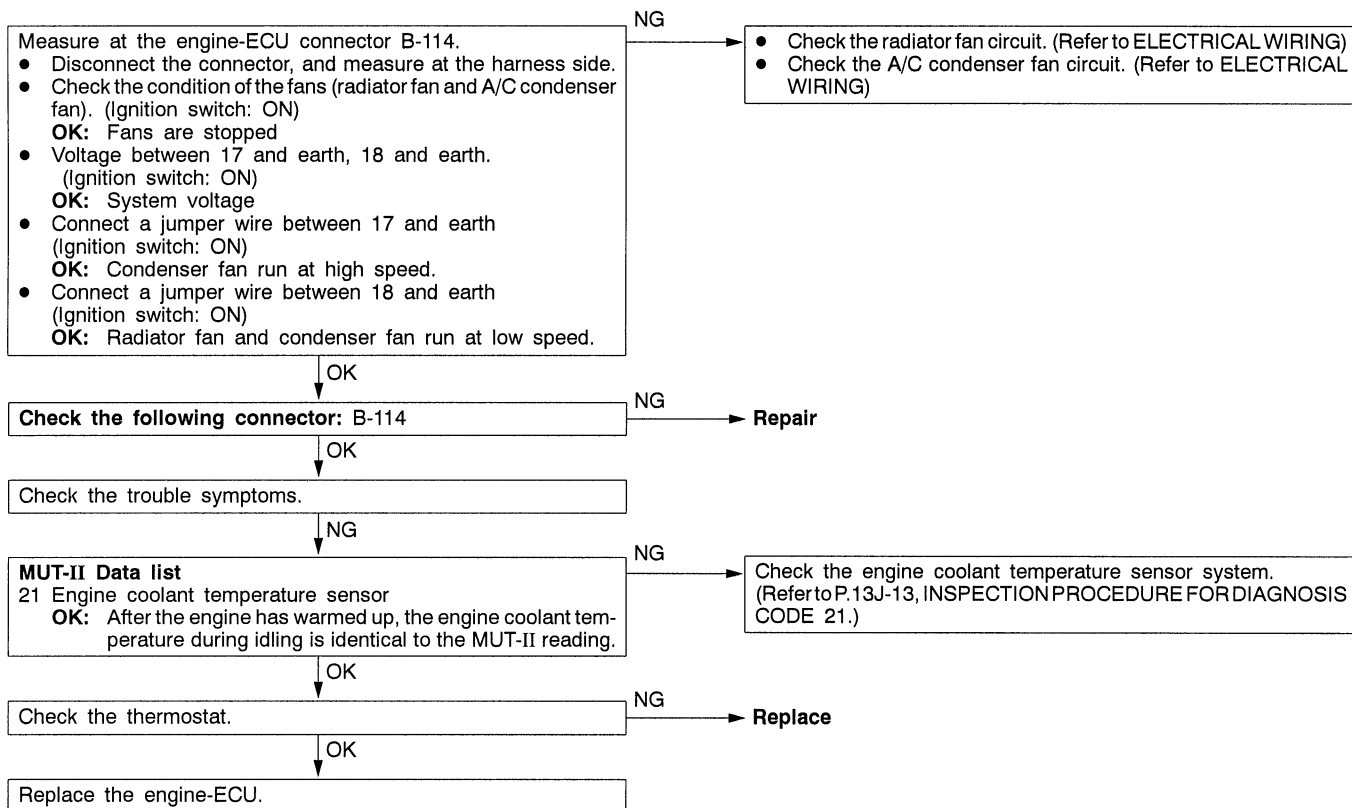 Measure at the engine-ECU connector B-114.
● Disconnect the connector, and measure at the harness side.
● Check the condition of the fans (radiator fan and A/C condenser
fan). (Ignition switch: ON)
OK: Fans are stopped
● Voltage between 17 and earth, 18 and earth.
(Ignition switch: ON)
OK: System voltage
● Connect a jumper wire between 17 and earth
(Ignition switch: ON)
OK: Condenser fan run at high speed.
● Connect a jumper wire between 18 and earth
(Ignition switch: ON)
OK: Radiator fan and condenser fan run at low speed.
NG
● Check the radiator fan circuit. (Refer to ELECTRICAL WIRING)
● Check the A/C condenser fan circuit. (Refer to ELECTRICAL
WIRING)
OK
Check the following connector: B-114
NG
Repair
OK
Check the trouble symptoms.
NG
MUT-II Data list
21 Engine coolant temperature sensor
OK: After the engine has warmed up, the engine coolant tem-
perature during idling is identical to the MUT-II reading.
NG
Check the engine coolant temperature sensor system.
(Refer to P.13J-13, INSPECTION PROCEDURE FOR DIAGNOSIS
CODE 21.)
OK
Check the thermostat.
NG
Replace
OK
Replace the engine-ECU.